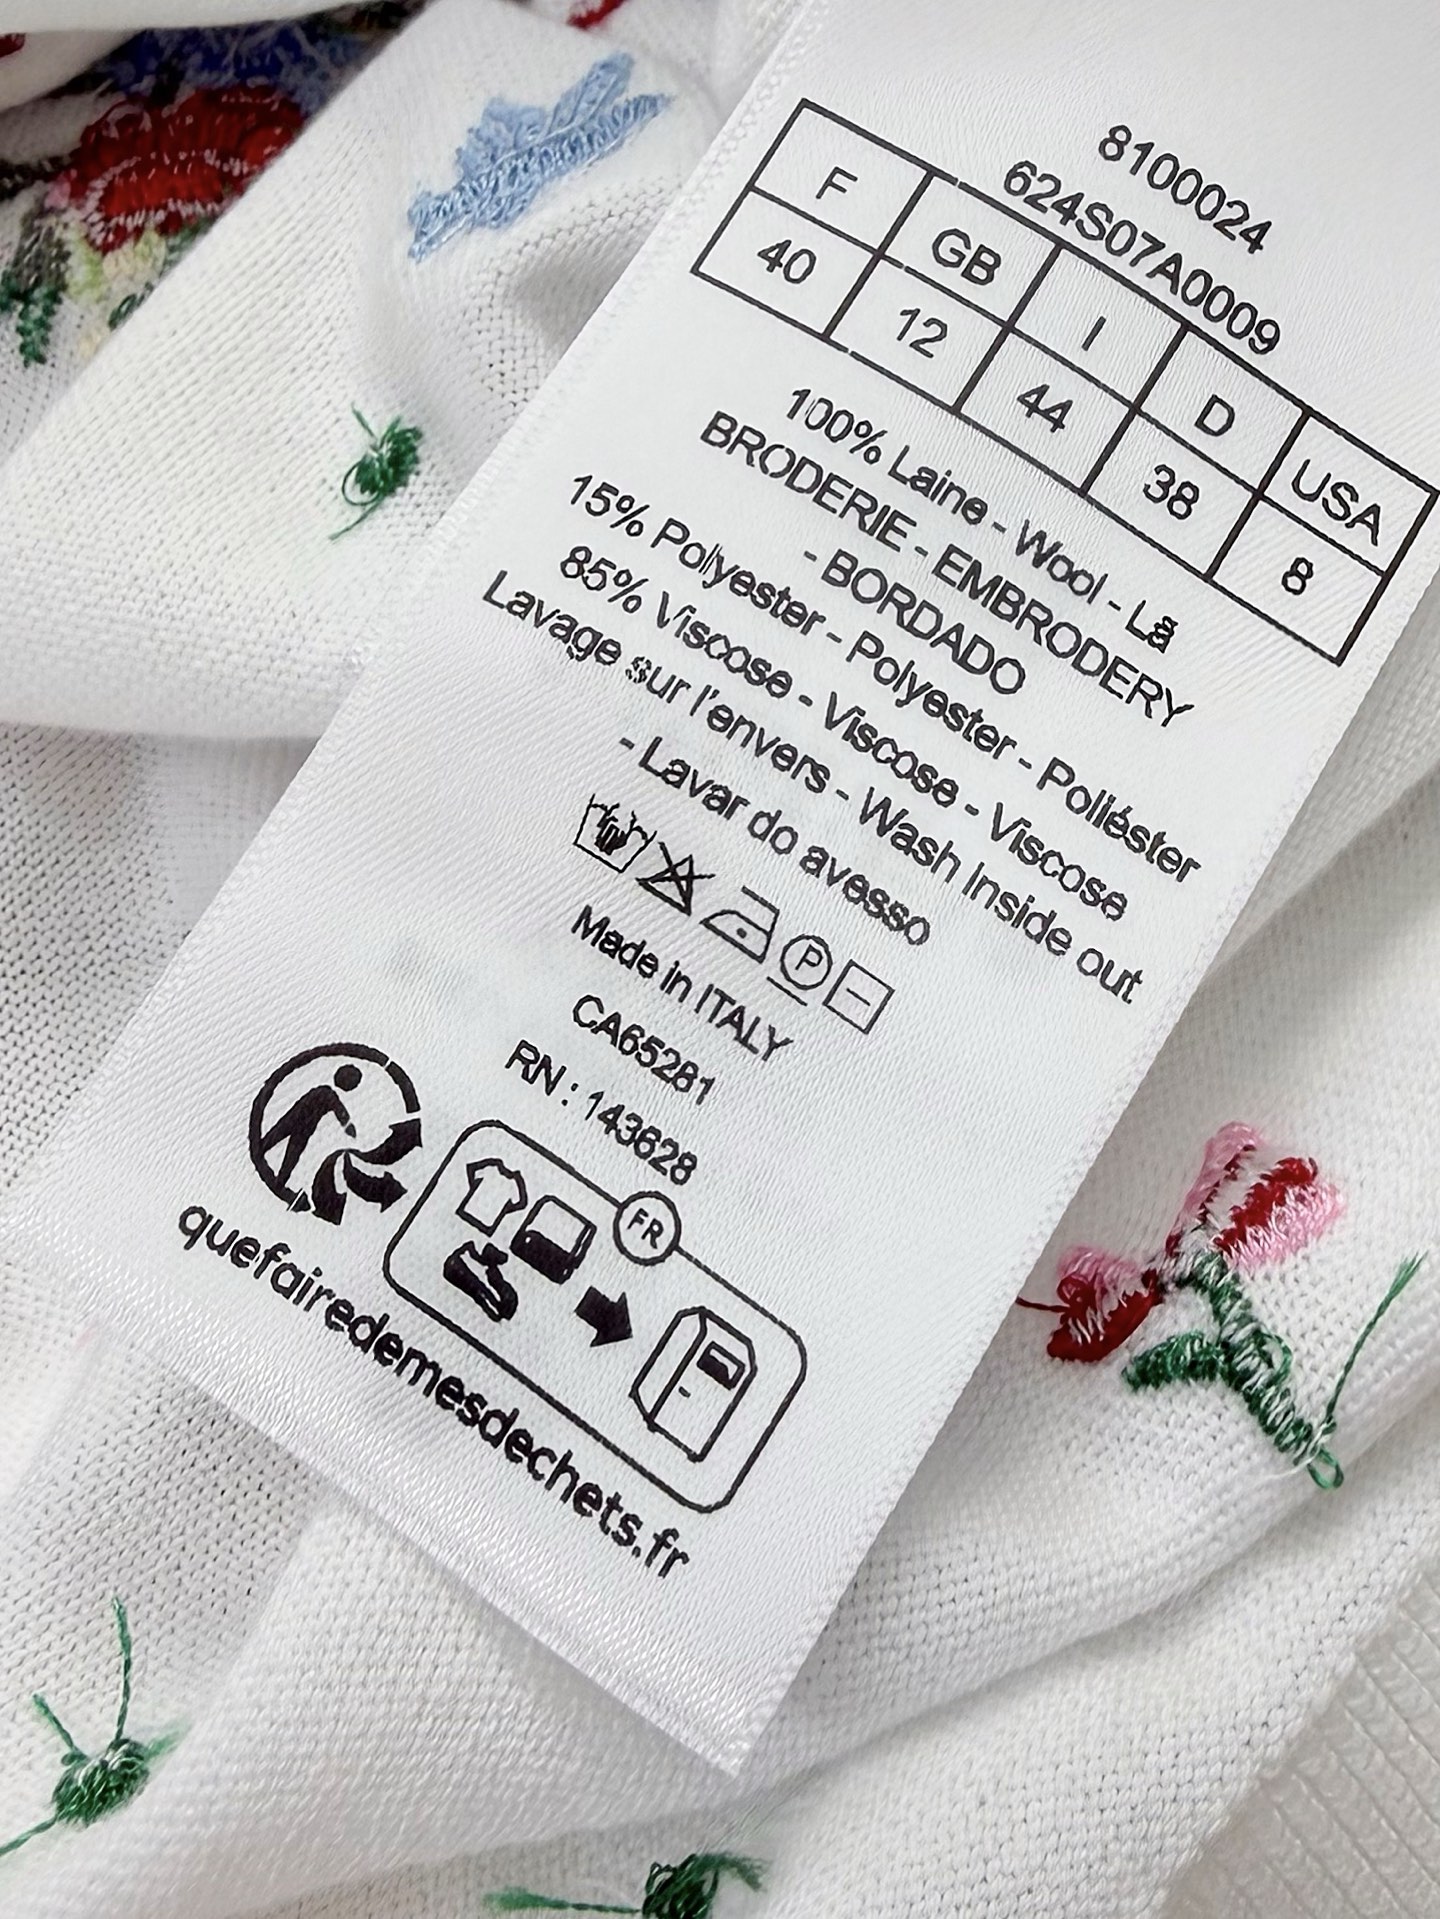 8100024
624S07A0009
F GB I D USA
40 12 44 38 8
100% Laine - Wool - Lã
BRODERIE - EMBRODERY
- BORDADO
15% Polyester - Polyester - Poliéster
85% Viscose - Viscose - Viscose
Lavage sur l'envers - Wash Inside out
- Lavar do avesso
P
Made in ITALY
CA65281
RN : 143628
FR
quefairedemesdechets.fr